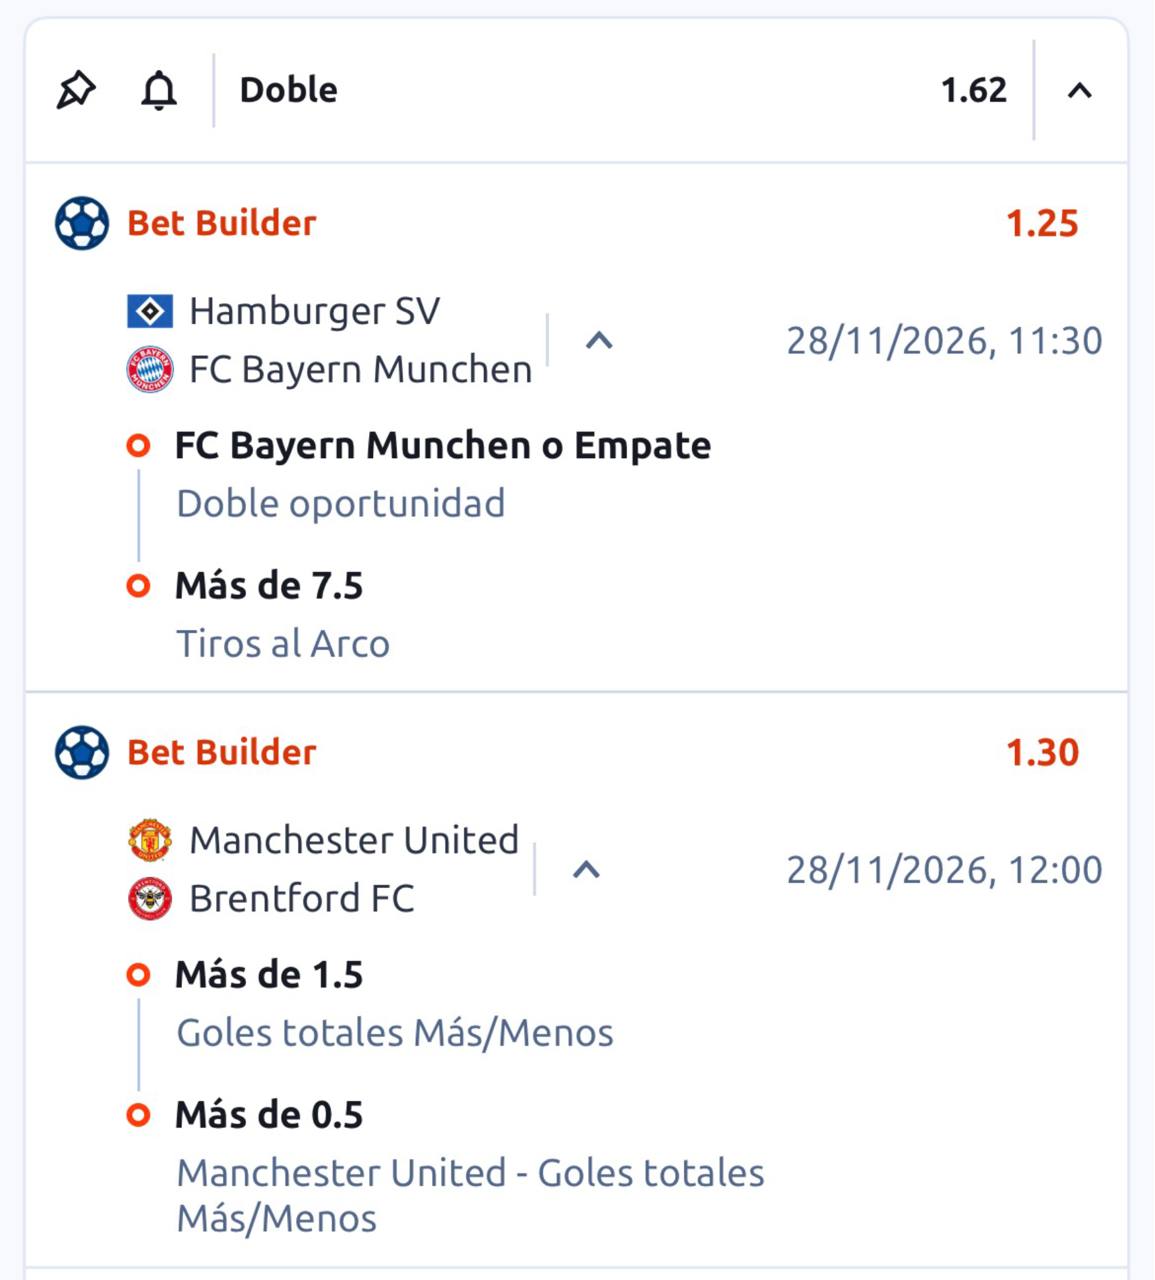 Doble
1.62
Bet Builder
1.25
Hamburger SV
FC Bayern Munchen
28/11/2026, 11:30
FC Bayern Munchen o Empate
Doble oportunidad
Más de 7.5
Tiros al Arco
Bet Builder
1.30
Manchester United
Brentford FC
28/11/2026, 12:00
Más de 1.5
Goles totales Más/Menos
Más de 0.5
Manchester United - Goles totales
Más/Menos